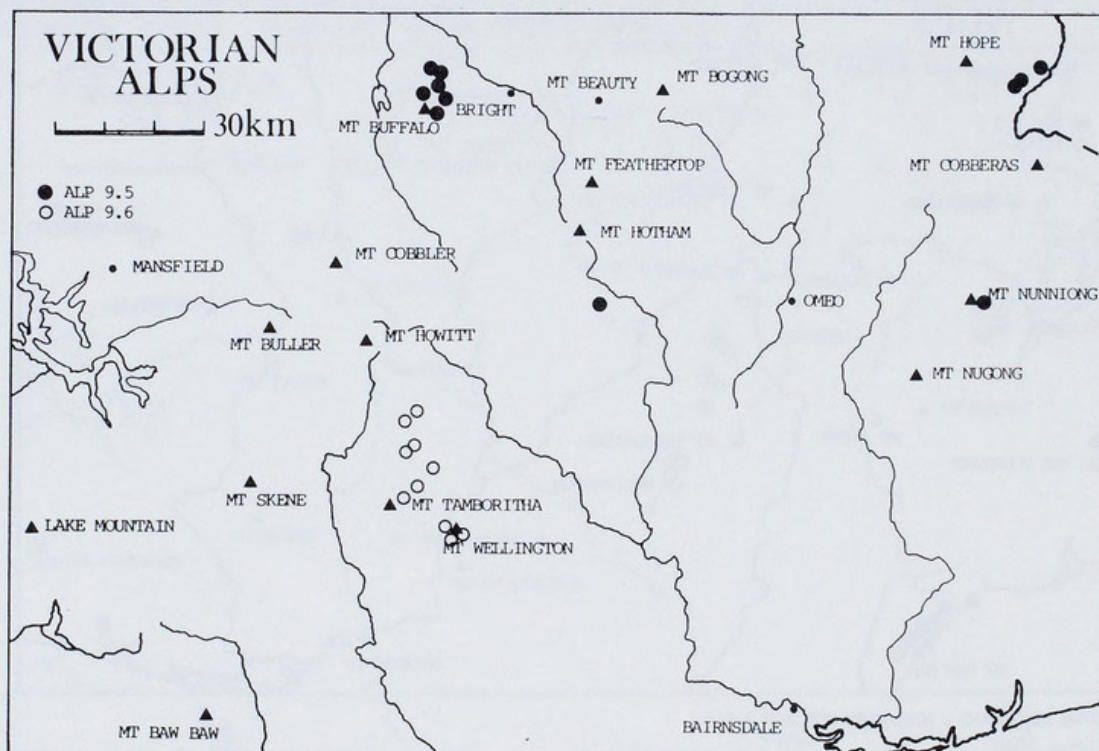 VICTORIAN
ALPS
30km
● ALP 9.5
○ ALP 9.6
MT HOPE
MT BEAUTY
MT BOGONG
BRIGHT
MT BUFFALO
MT FEATHERTOP
MT COBBERAS
MT HOTHAM
MT COBBLER
MANSFIELD
OMEO
MT NUNNIONG
MT BULLER
MT HOWITT
MT NUGONG
MT SKENE
MT TAMBORITHA
LAKE MOUNTAIN
MT WELLINGTON
BAIRNSDALE
MT BAW BAW